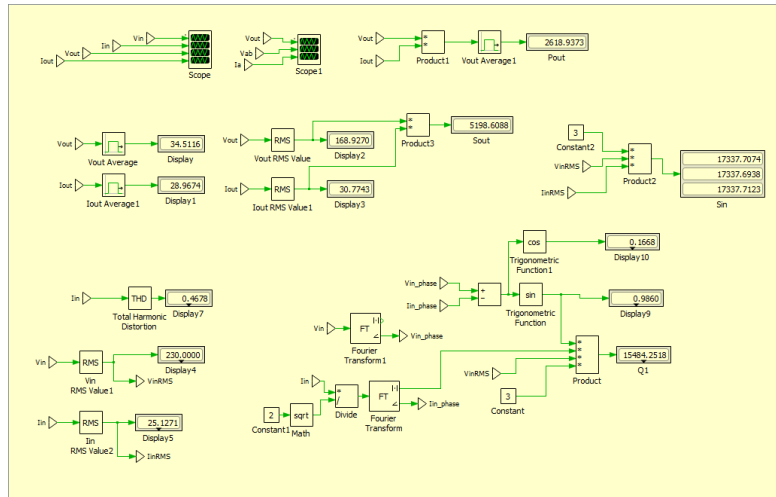 Vin
Iin
Vout
Iout
Scope
Vout
Vab
Ia
Scope1
Vout
Iout
Product1
Vout Average1
2618.9373
Pout
Vout
Vout Average
34.5116
Display
Iout
Iout Average1
28.9674
Display1
Vout
RMS
Vout RMS Value
168.9270
Display2
Iout
RMS
Iout RMS Value1
30.7743
Display3
*
*
Product3
5198.6088
Sout
3
Constant2
VinRMS
IinRMS
*
*
*
Product2
17337.7074
17337.6938
17337.7123
Sin
Iin
THD
Total Harmonic
Distortion
0.4678
Display7
Vin_phase
Iin_phase
+
−
cos
Trigonometric
Function1
0.1668
Display10
sin
Trigonometric
Function
0.9860
Display9
Vin
FT
Fourier
Transform1
Vin_phase
Vin
RMS
Vin
RMS Value1
230.0000
Display4
VinRMS
Iin
RMS
Iin
RMS Value2
25.1271
Display5
IinRMS
Iin
2
Constant1
sqrt
Math
*
/
Divide
FT
Fourier
Transform
Iin_phase
VinRMS
3
Constant
*
*
*
*
Product
15484.2518
Q1